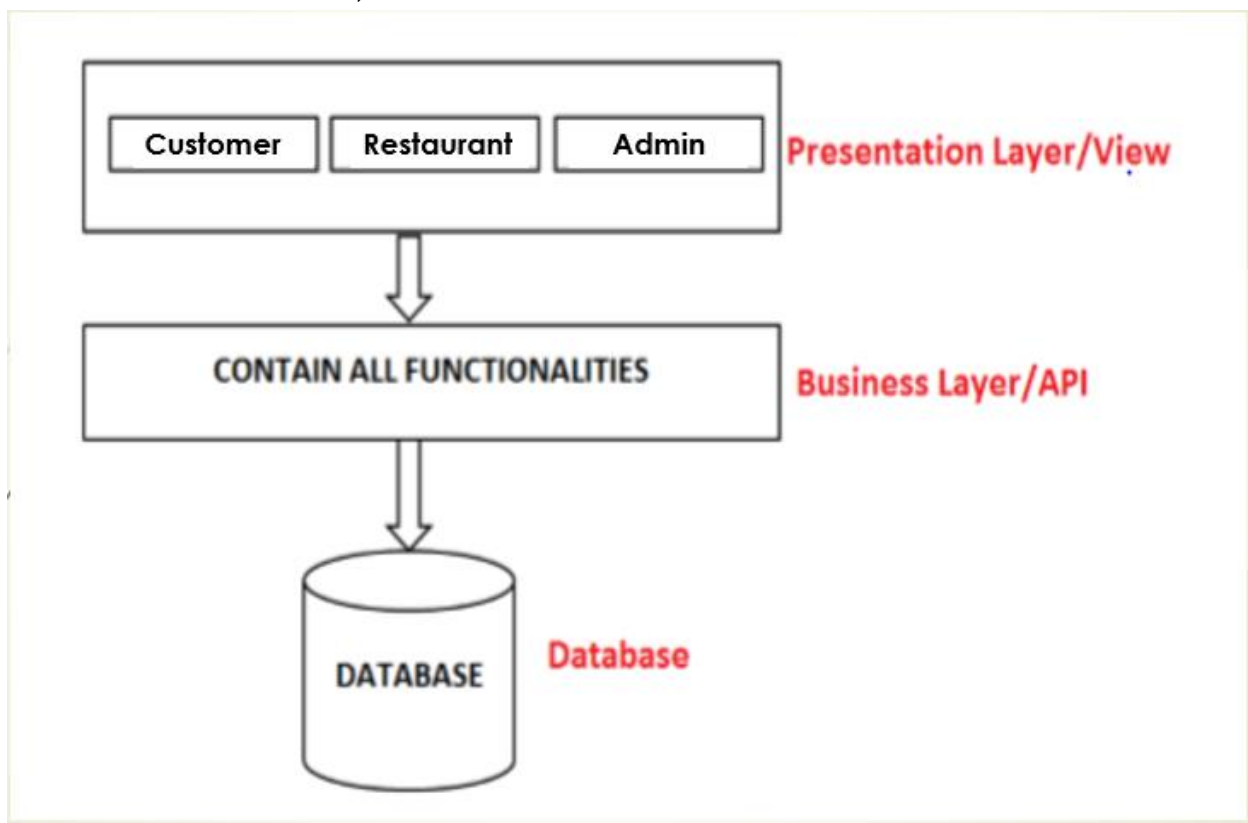 Customer Restaurant Admin
Presentation Layer/View
CONTAIN ALL FUNCTIONALITIES
Business Layer/API
DATABASE
Database